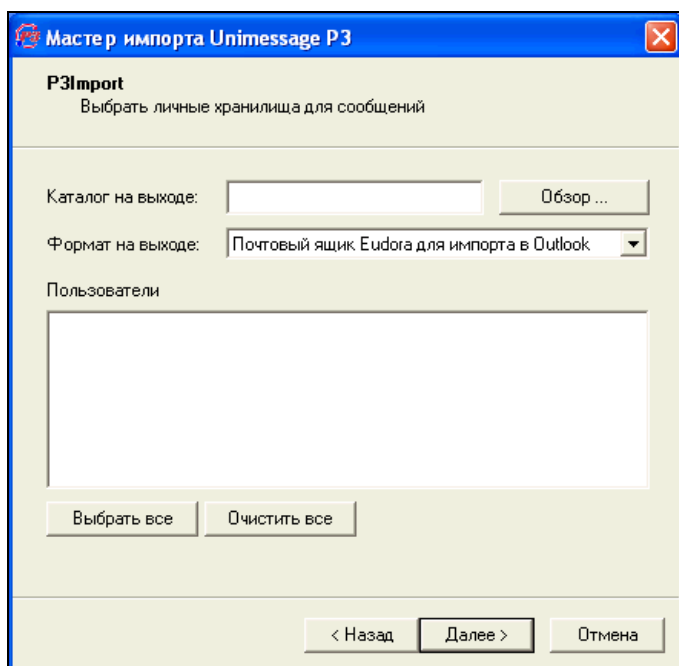 Мастер импорта Unimessage P3
P3Import
Выбрать личные хранилища для сообщений
Каталог на выходе:
Обзор ...
Формат на выходе:
Почтовый ящик Eudora для импорта в Outlook
Пользователи
Выбрать все
Очистить все
< Назад
Далее >
Отмена